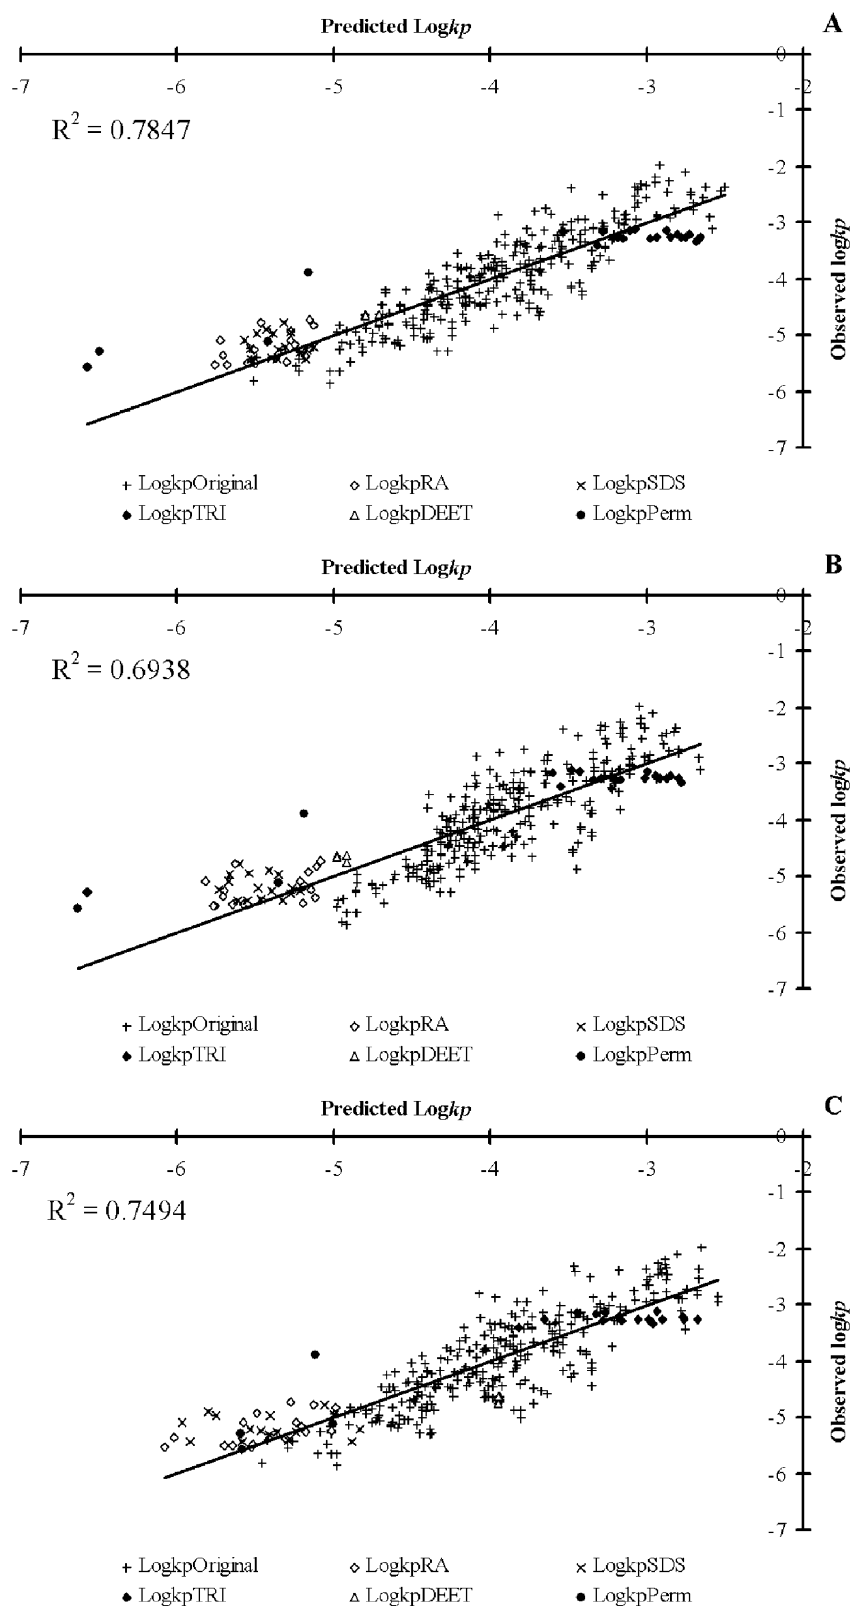 Predicted Logkp A
0
-7 -6 -5 -4 -3 -2
R² = 0.7847
-1
-2
-3
-4
-5
-6
-7
Observed logkp
LogkpOriginal LogkpRA LogkpSDS
LogkpTRI LogkpDEET LogkpPerm
Predicted Logkp B
0
-7 -6 -5 -4 -3 -2
R² = 0.6938
-1
-2
-3
-4
-5
-6
-7
Observed logkp
LogkpOriginal LogkpRA LogkpSDS
LogkpTRI LogkpDEET LogkpPerm
Predicted Logkp C
0
-7 -6 -5 -4 -3 -2
R² = 0.7494
-1
-2
-3
-4
-5
-6
-7
Observed logkp
LogkpOriginal LogkpRA LogkpSDS
LogkpTRI LogkpDEET LogkpPerm